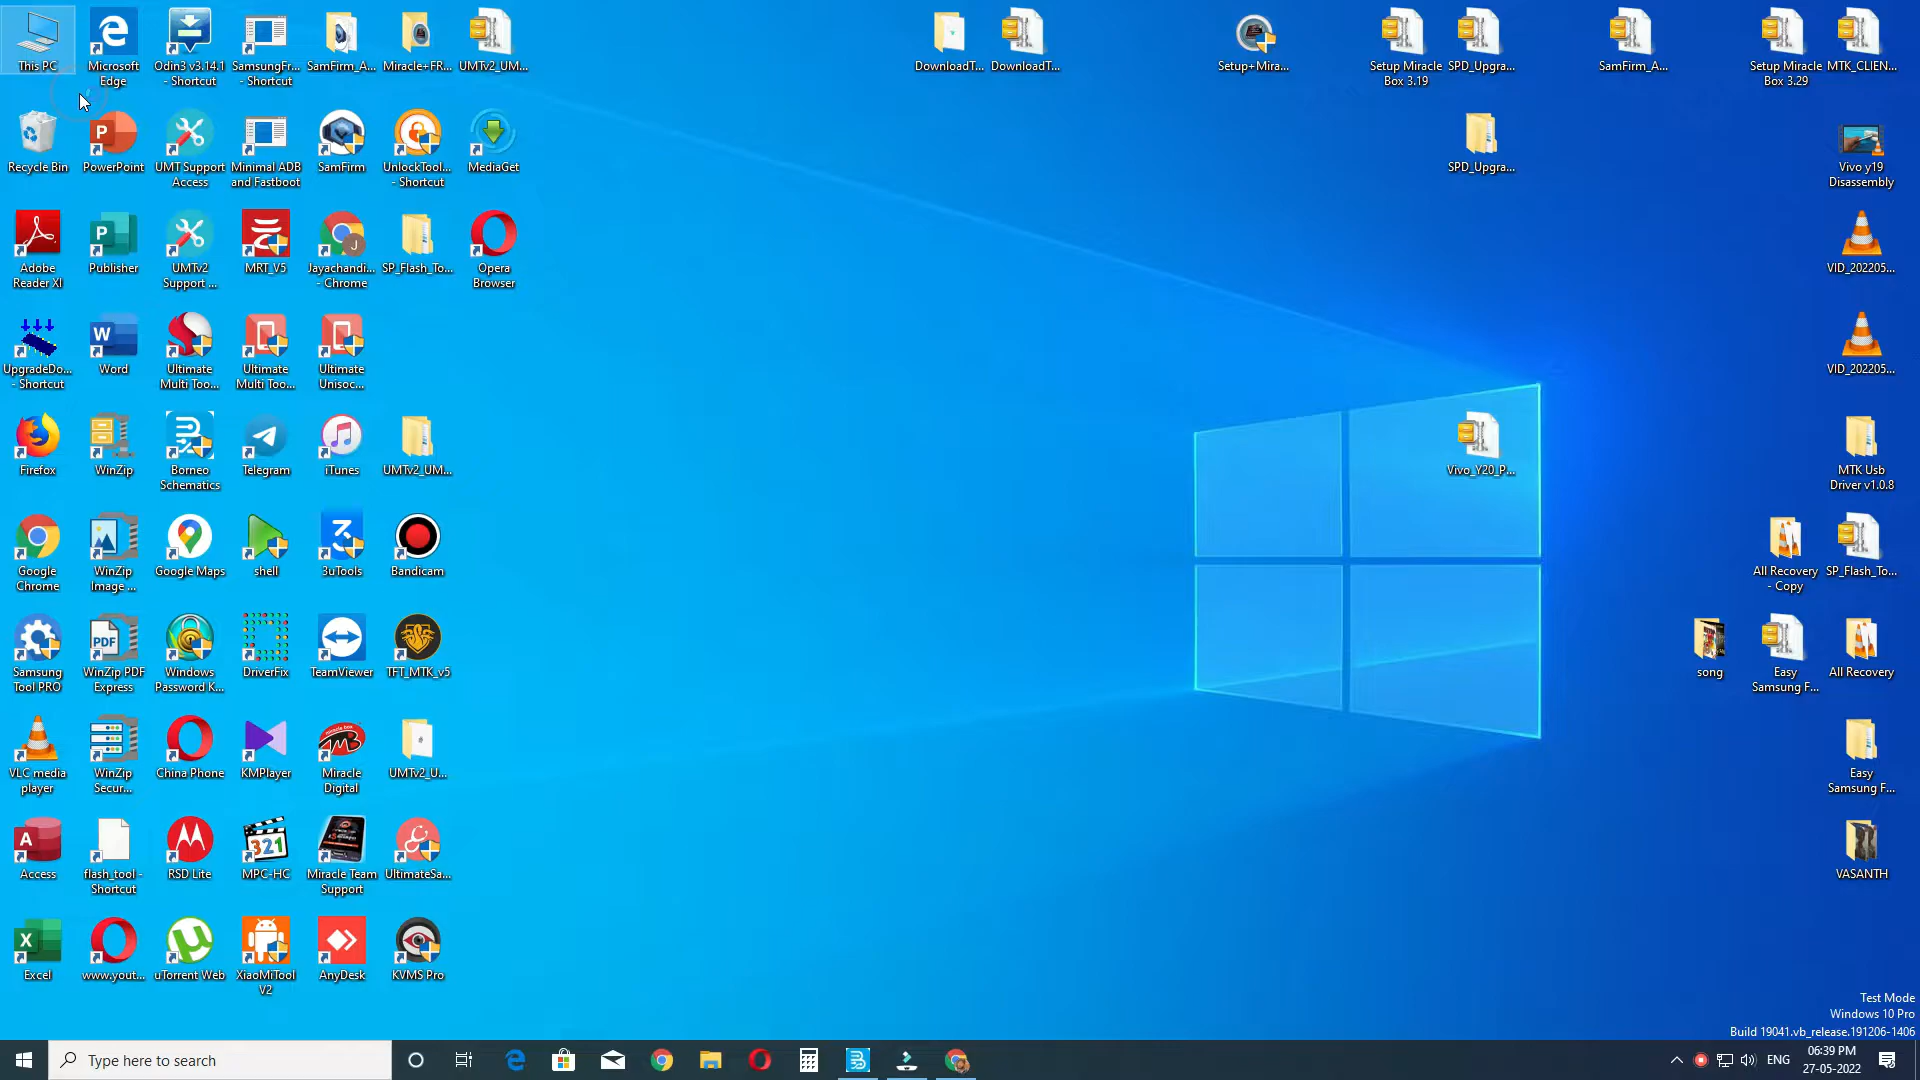 This PC
Microsoft
Edge
Odin3 v3.14.1
- Shortcut
SamsungFr...
- Shortcut
SamFirm_A...
Miracle+FR...
UMTv2_UM...
DownloadT...
DownloadT...
Setup+Mira...
Setup Miracle
Box 3.19
SPD_Upgra...
SamFirm_A...
Setup Miracle
Box 3.29
MTK_CLIEN...
Recycle Bin
PowerPoint
UMT Support
Access
Minimal ADB
and Fastboot
SamFirm
UnlockTool...
- Shortcut
MediaGet
SPD_Upgra...
Vivo y19
Disassembly
Adobe
Reader XI
Publisher
UMTv2
Support ...
MRT_V5
Jayachandi...
- Chrome
SP_Flash_To...
Opera
Browser
VID_202205...
UpgradeDo...
- Shortcut
Word
Ultimate
Multi Too...
Ultimate
Multi Too...
Ultimate
Unisoc...
VID_202205...
Firefox
WinZip
Borneo
Schematics
Telegram
iTunes
UMTv2_UM...
Vivo_Y20_P...
MTK Usb
Driver v1.0.8
Google
Chrome
WinZip
Image ...
Google Maps
shell
3uTools
Bandicam
All Recovery
- Copy
SP_Flash_To...
Samsung
Tool PRO
WinZip PDF
Express
Windows
Password K...
DriverFix
TeamViewer
TFT_MTK_v5
song
Easy
Samsung F...
All Recovery
VLC media
player
WinZip
Secur...
China Phone
KMPlayer
Miracle
Digital
UMTv2_U...
Easy
Samsung F...
Access
flash_tool -
Shortcut
RSD Lite
MPC-HC
Miracle Team
Support
UltimateSa...
VASANTH
Excel
www.yout...
uTorrent Web
XiaoMiTool
V2
AnyDesk
KVMS Pro
Test Mode
Windows 10 Pro
Build 19041.vb_release.191206-1406
Type here to search
ENG
06:39 PM
27-05-2022